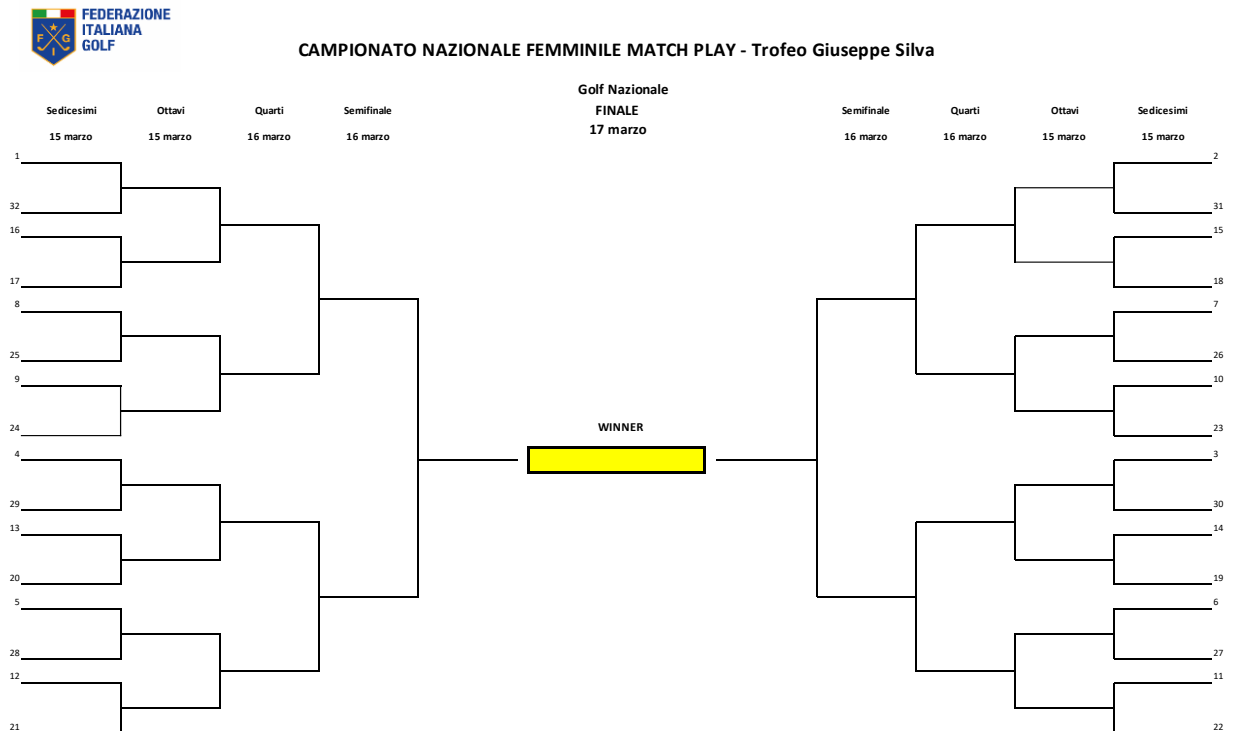 FEDERAZIONE
ITALIANA
GOLF
F G
I
CAMPIONATO NAZIONALE FEMMINILE MATCH PLAY - Trofeo Giuseppe Silva
Golf Nazionale
Sedicesimi Ottavi Quarti Semifinale FINALE Semifinale Quarti Ottavi Sedicesimi
15 marzo 15 marzo 16 marzo 16 marzo 17 marzo 16 marzo 16 marzo 15 marzo 15 marzo
1 2
32 31
16 15
17 18
8 7
25 26
9 10
24 WINNER 23
4 3
29 30
13 14
20 19
5 6
28 27
12 11
21 22